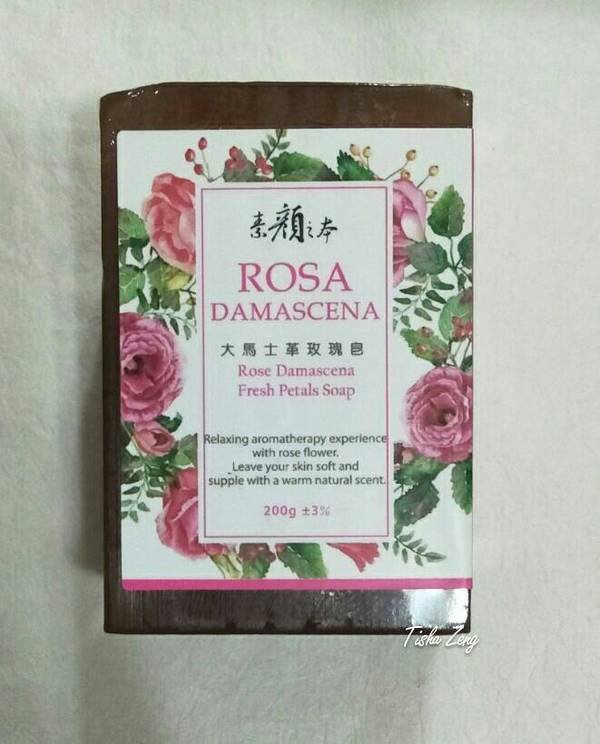 素顏之本
ROSA
DAMASCENA
大馬士革玫瑰皂
Rose Damascena
Fresh Petals Soap
Relaxing aromatherapy experience
with rose flower.
Leave your skin soft and
supple with a warm natural scent.
200g ±3%
Tisha Zeng